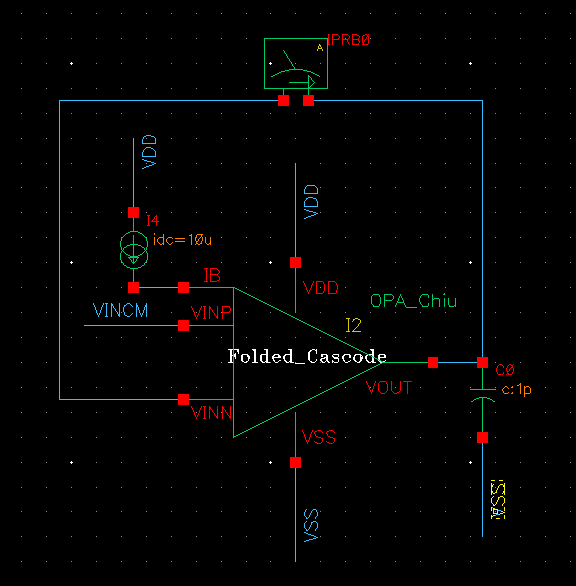 A
IPRB0
VDD
I4
idc=10u
VDD
IB
VDD
OPA_Chiu
VINCM
VINP
I2
Folded_Cascode
C0
VOUT
c:1p
VINN
VSS
VSS